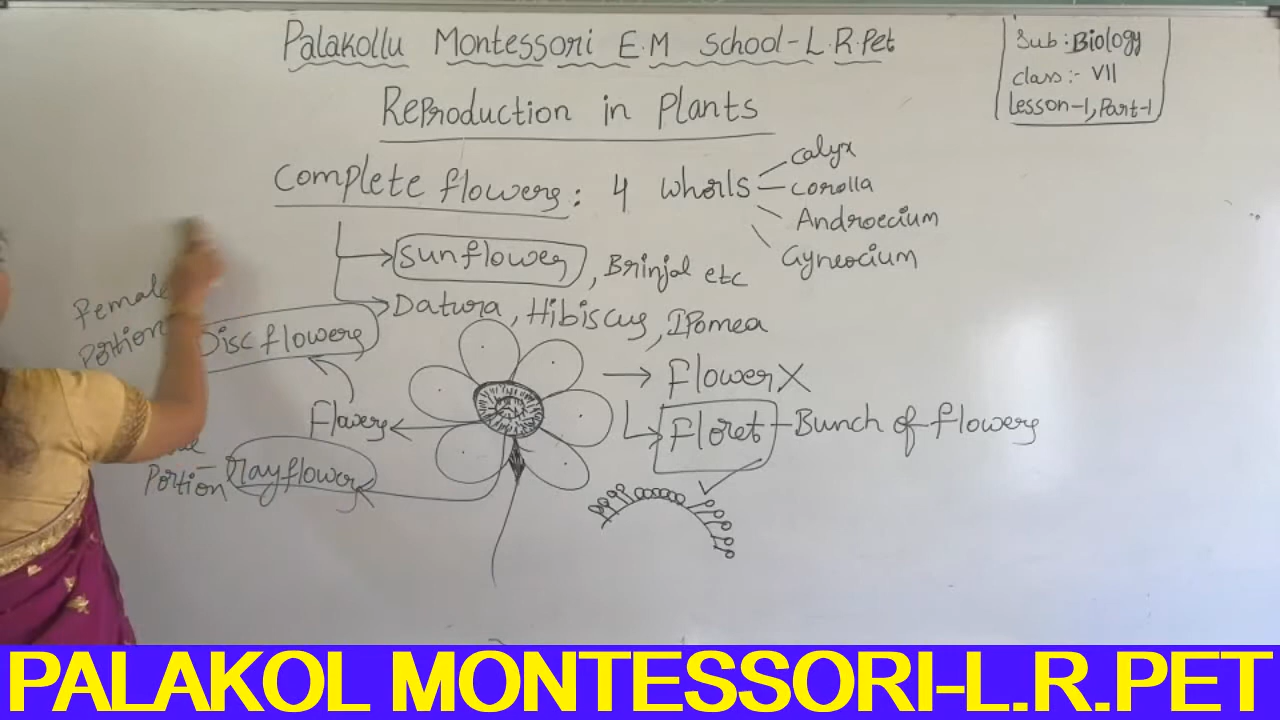 Palakollu Montessori E.M School-L.R.Pet
Sub:Biology
class:- VII
Lesson-1, Part-1
Reproduction in Plants
Complete flowers: 4 whorls
calyx
corolla
Androecium
Gyneocium
Sunflower, Brinjal etc
Datura, Hibiscus, IPomea
Female
Portion
Disc flowers
flowerX
Flowers
Floret-Bunch of flowers
Portion
Rayflower
PALAKOL MONTESSORI-L.R.PET